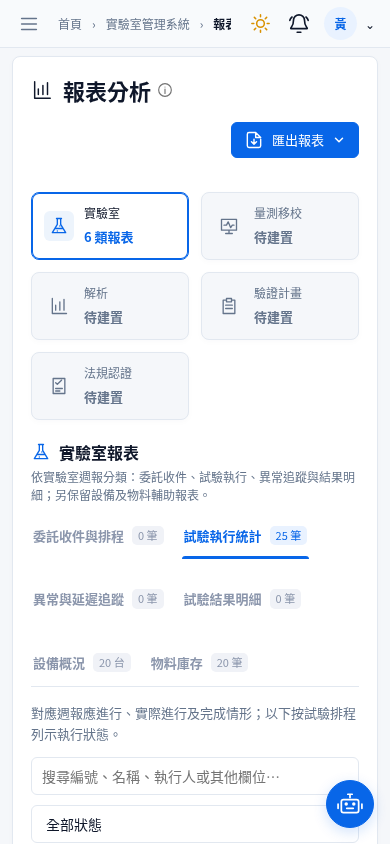 首頁 › 實驗室管理系統 › 報表 黃
報表分析
匯出報表
實驗室
6 類報表
量測移校
待建置
解析
待建置
驗證計畫
待建置
法規認證
待建置
實驗室報表
依實驗室週報分類：委託收件、試驗執行、異常追蹤與結果明
細；另保留設備及物料輔助報表。
委託收件與排程 0 筆 試驗執行統計 25 筆
異常與延遲追蹤 0 筆 試驗結果明細 0 筆
設備概況 20 台 物料庫存 20 筆
對應週報應進行、實際進行及完成情形；以下按試驗排程
列示執行狀態。
搜尋編號、名稱、執行人或其他欄位…
全部狀態